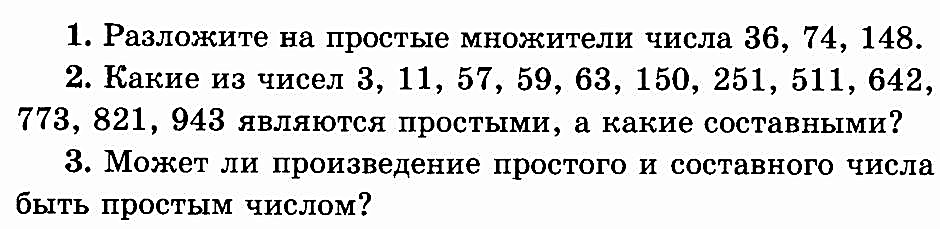 1. Разложите на простые множители числа 36, 74, 148.
2. Какие из чисел 3, 11, 57, 59, 63, 150, 251, 511, 642,
773, 821, 943 являются простыми, а какие составными?
3. Может ли произведение простого и составного числа
быть простым числом?